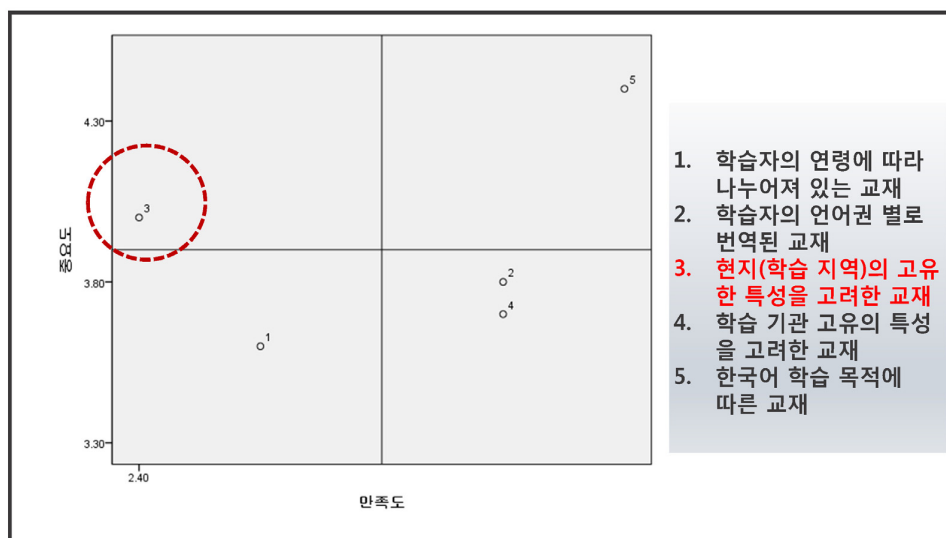 5
4.30
3
중요도
2
3.80
4
1
3.30
2.40
만족도
1. 학습자의 연령에 따라
나누어져 있는 교재
2. 학습자의 언어권 별로
번역된 교재
3. 현지(학습 지역)의 고유
한 특성을 고려한 교재
4. 학습 기관 고유의 특성
을 고려한 교재
5. 한국어 학습 목적에
따른 교재